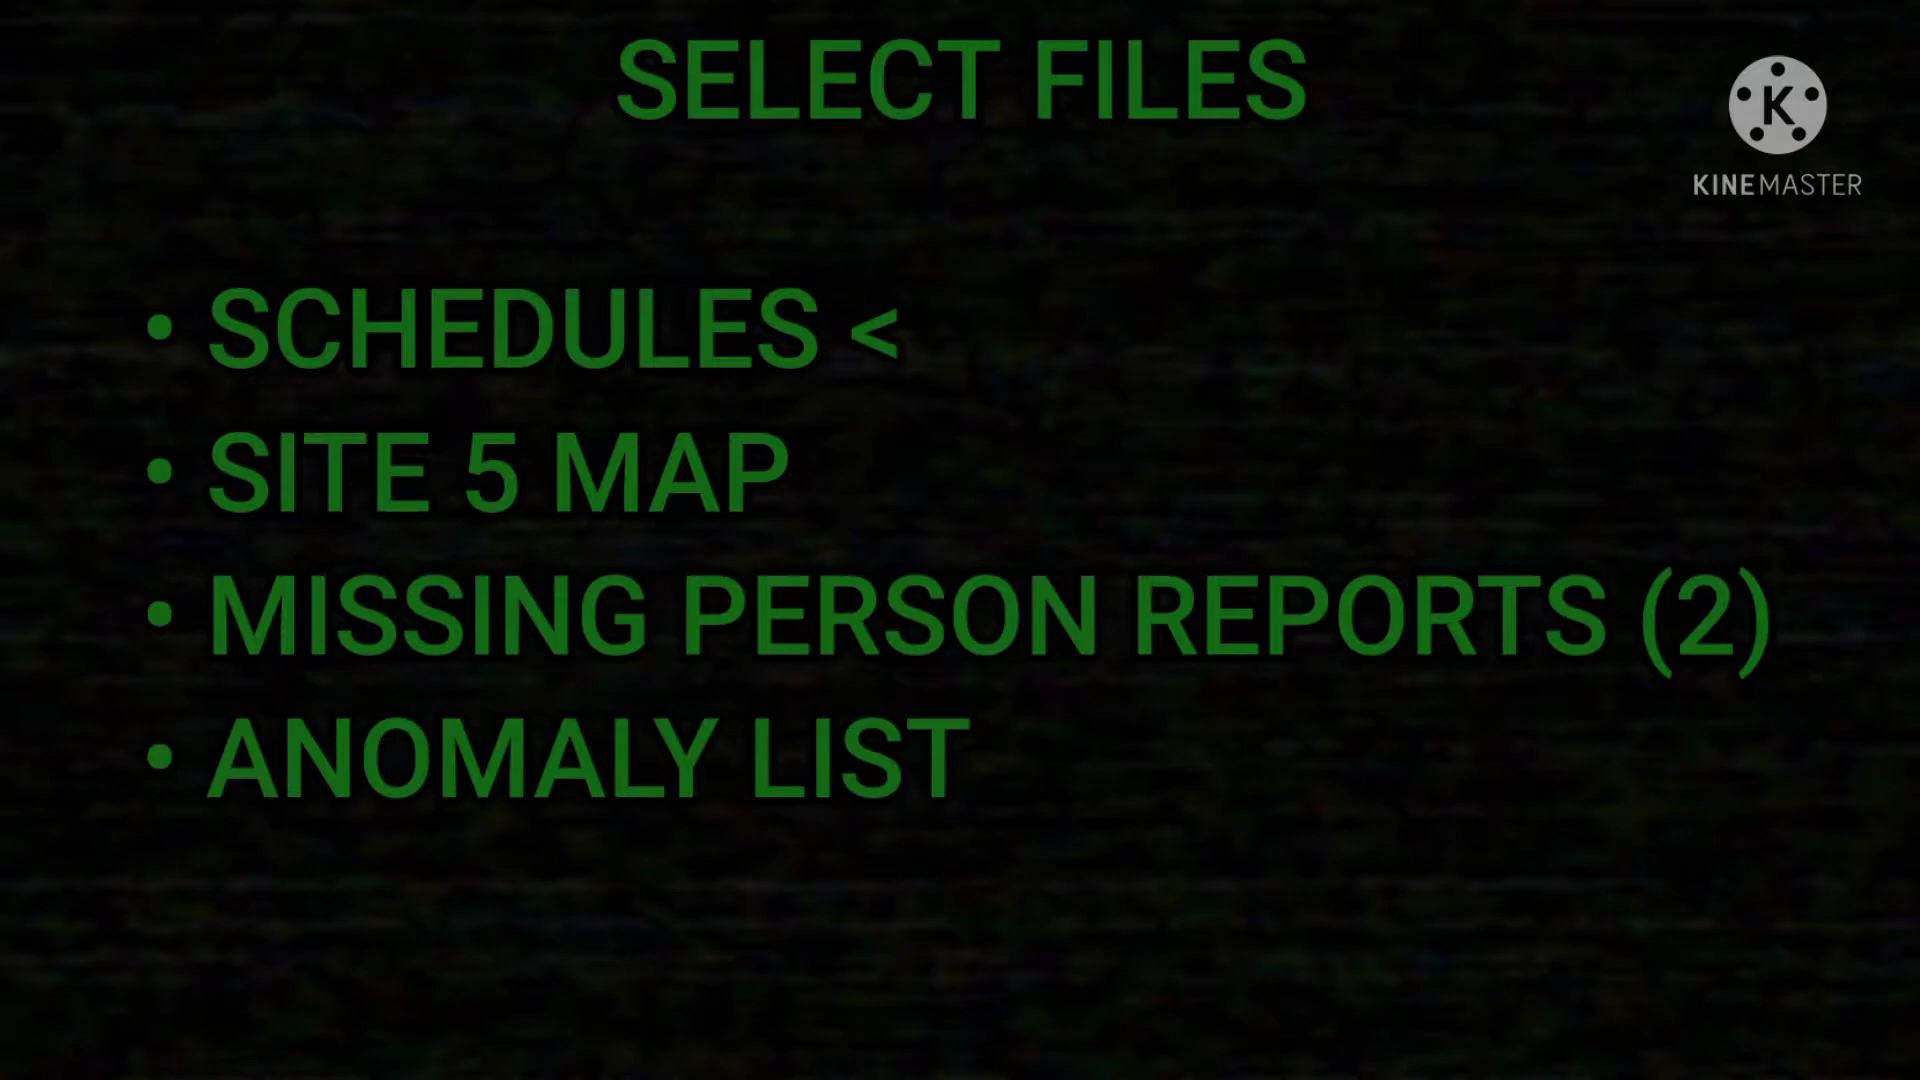 SELECT FILES
K
KINEMASTER
• SCHEDULES <
• SITE 5 MAP
• MISSING PERSON REPORTS (2)
• ANOMALY LIST